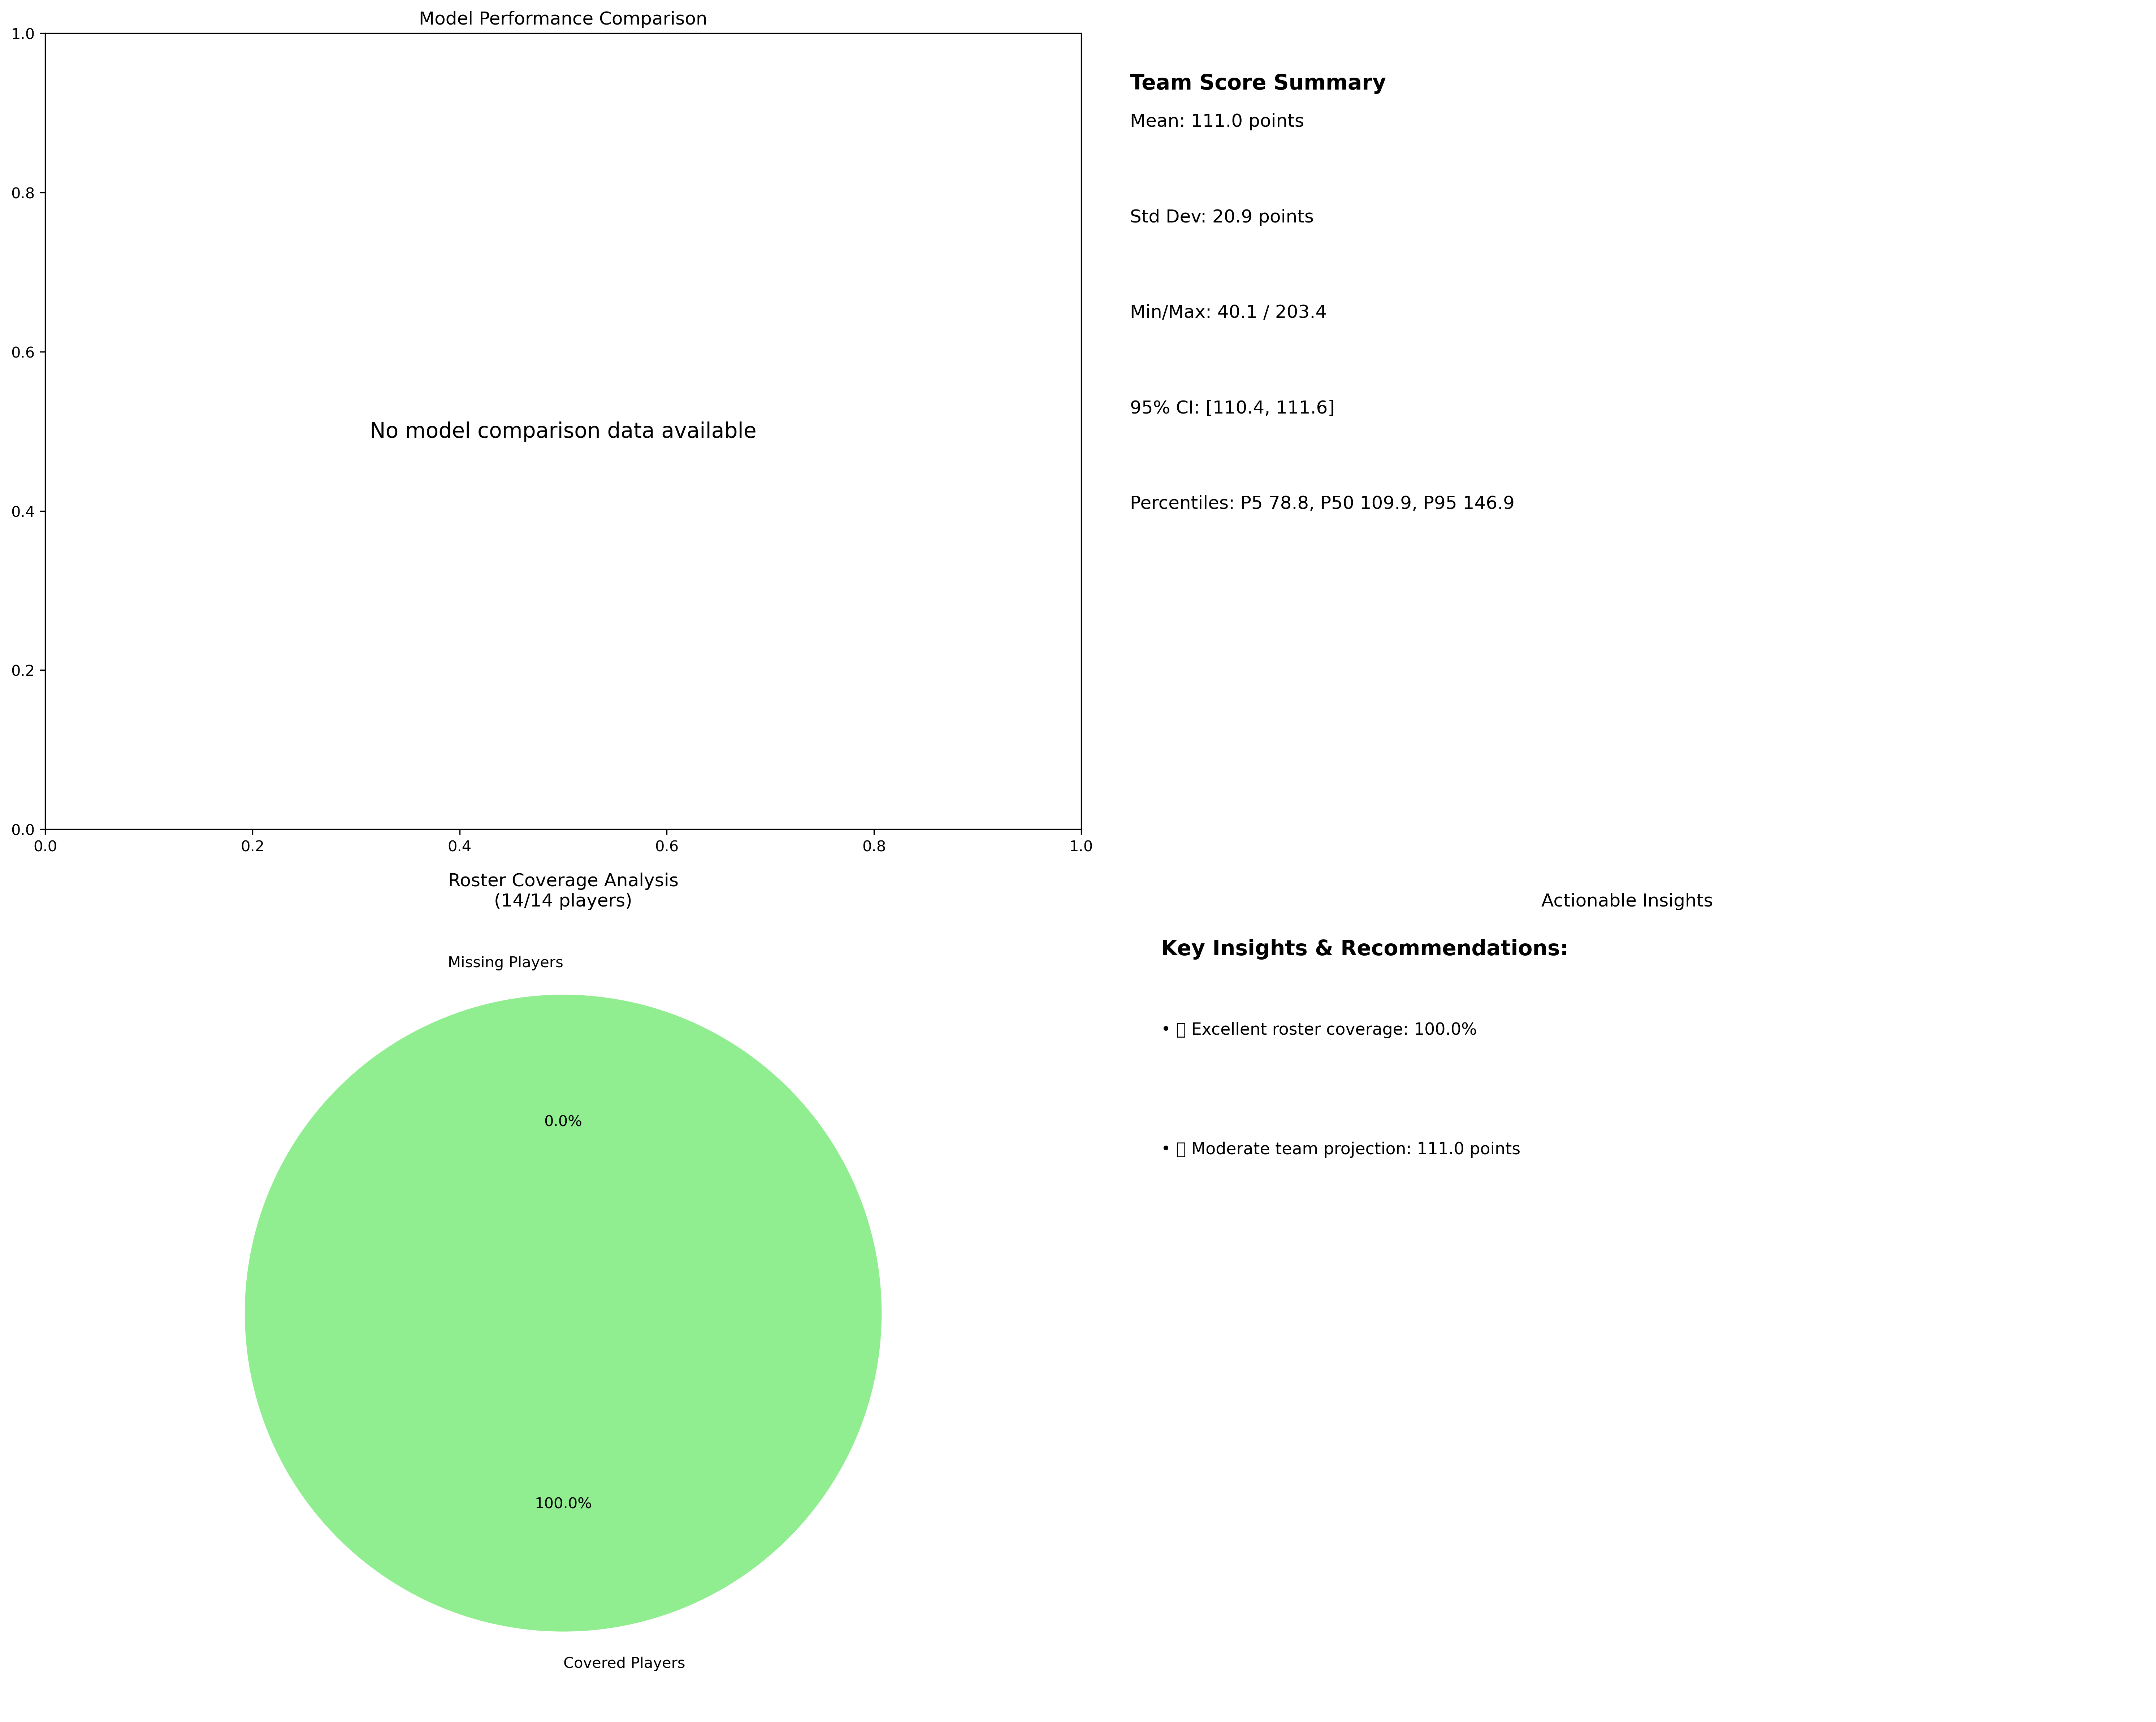 Model Performance Comparison
1.0
0.8
0.6
0.4
0.2
0.0
No model comparison data available
0.0 0.2 0.4 0.6 0.8 1.0
Team Score Summary
Mean: 111.0 points
Std Dev: 20.9 points
Min/Max: 40.1 / 203.4
95% CI: [110.4, 111.6]
Percentiles: P5 78.8, P50 109.9, P95 146.9
Roster Coverage Analysis
(14/14 players)
Missing Players
0.0%
100.0%
Covered Players
Actionable Insights
Key Insights & Recommendations:
• Excellent roster coverage: 100.0%
• Moderate team projection: 111.0 points